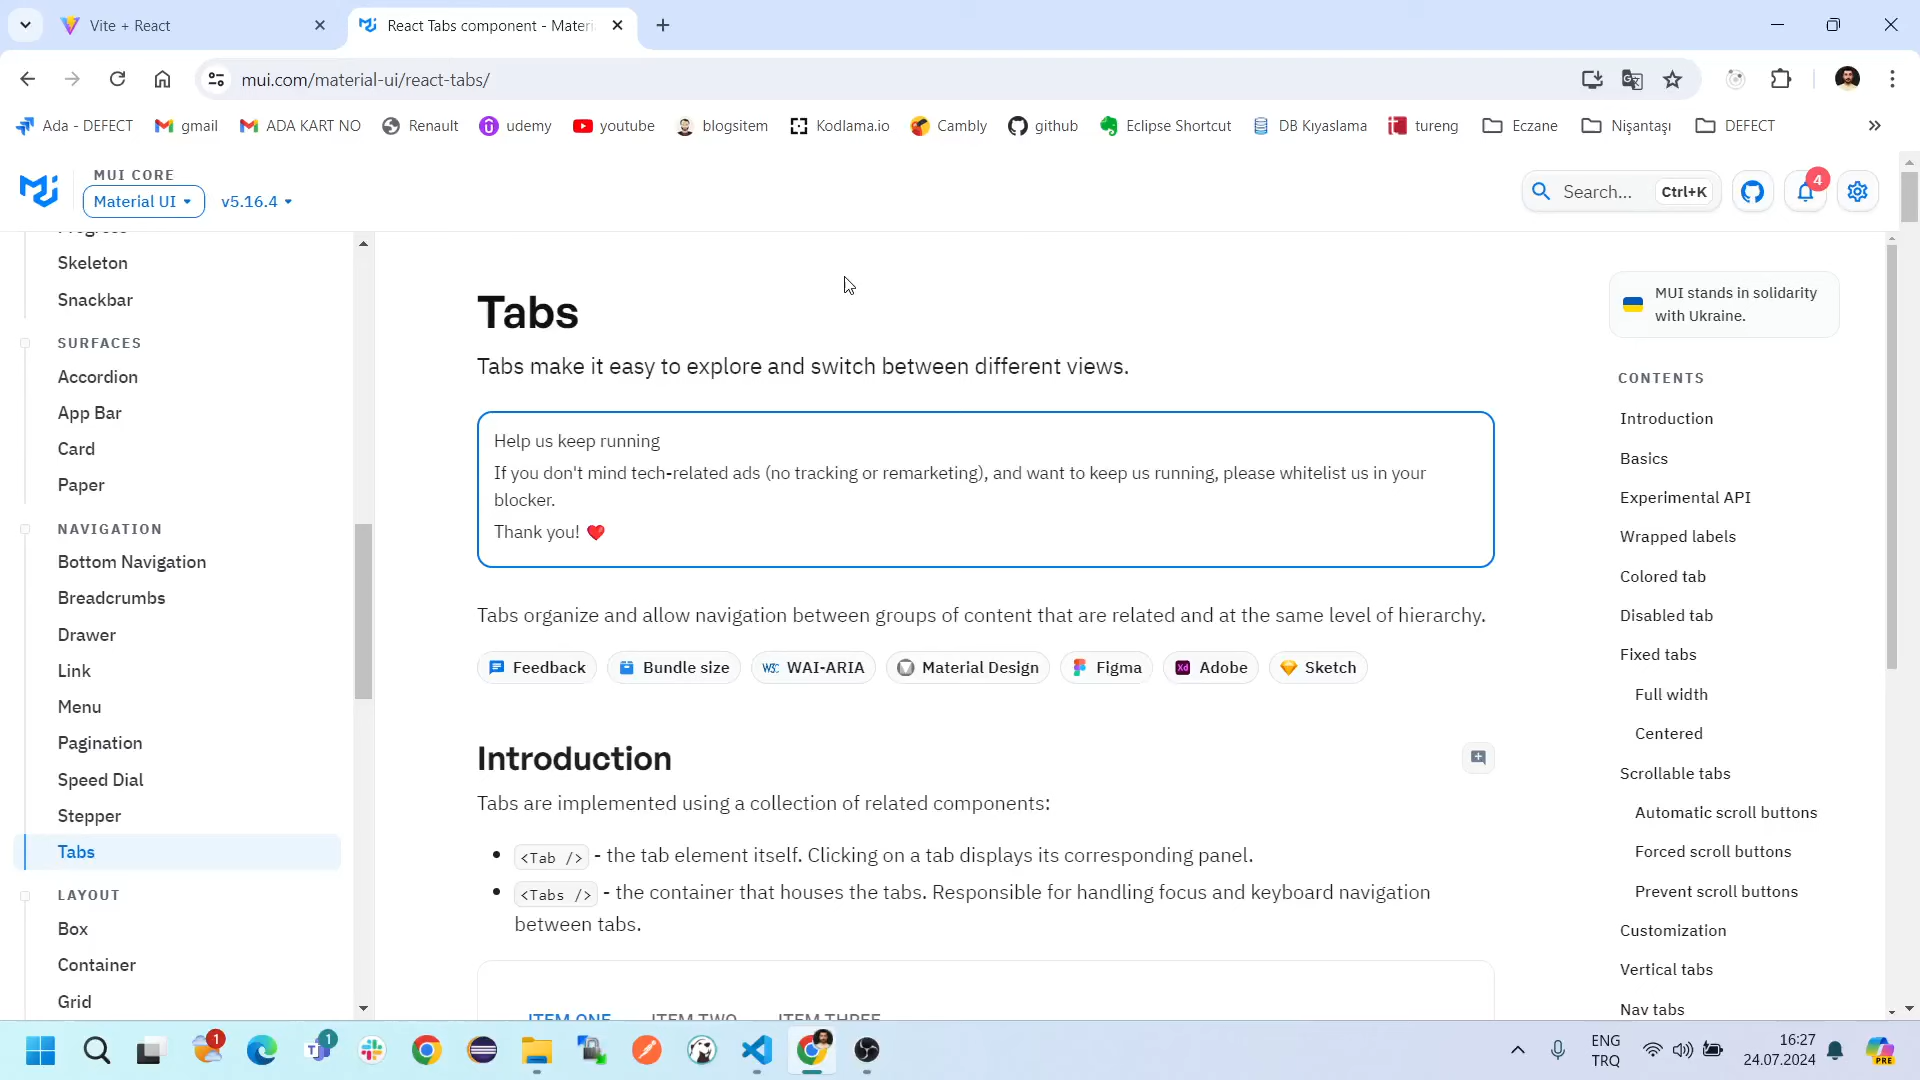 Vite + React
React Tabs component - Materi
mui.com/material-ui/react-tabs/
Ada - DEFECT
gmail
ADA KART NO
Renault
udemy
youtube
blogsitem
Kodlama.io
Cambly
github
Eclipse Shortcut
DB Kıyaslama
tureng
Eczane
Nişantaşı
DEFECT
MUI CORE
Material UI
v5.16.4
Search...
Ctrl+K
4
Progress
Skeleton
Snackbar
SURFACES
Accordion
App Bar
Card
Paper
NAVIGATION
Bottom Navigation
Breadcrumbs
Drawer
Link
Menu
Pagination
Speed Dial
Stepper
Tabs
LAYOUT
Box
Container
Grid
Tabs
Tabs make it easy to explore and switch between different views.
Help us keep running
If you don't mind tech-related ads (no tracking or remarketing), and want to keep us running, please whitelist us in your
blocker.
Thank you! ❤️
Tabs organize and allow navigation between groups of content that are related and at the same level of hierarchy.
Feedback
Bundle size
W3C WAI-ARIA
Material Design
Figma
Xd Adobe
Sketch
Introduction
Tabs are implemented using a collection of related components:
• <Tab /> - the tab element itself. Clicking on a tab displays its corresponding panel.
• <Tabs /> - the container that houses the tabs. Responsible for handling focus and keyboard navigation
between tabs.
ITEM ONE
ITEM TWO
ITEM THREE
MUI stands in solidarity
with Ukraine.
CONTENTS
Introduction
Basics
Experimental API
Wrapped labels
Colored tab
Disabled tab
Fixed tabs
Full width
Centered
Scrollable tabs
Automatic scroll buttons
Forced scroll buttons
Prevent scroll buttons
Customization
Vertical tabs
Nav tabs
1
1
ENG
TRQ
16:27
24.07.2024
PRE